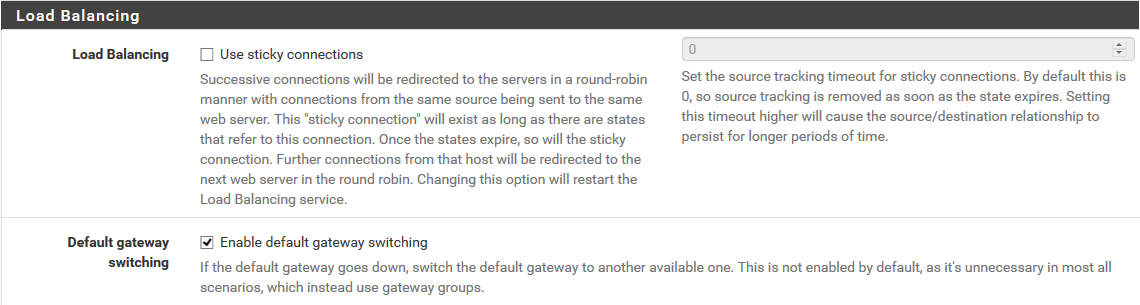 Load Balancing
Load Balancing
Use sticky connections
Successive connections will be redirected to the servers in a round-robin
manner with connections from the same source being sent to the same
web server. This "sticky connection" will exist as long as there are states
that refer to this connection. Once the states expire, so will the sticky
connection. Further connections from that host will be redirected to the
next web server in the round robin. Changing this option will restart the
Load Balancing service.
0
Set the source tracking timeout for sticky connections. By default this is
0, so source tracking is removed as soon as the state expires. Setting
this timeout higher will cause the source/destination relationship to
persist for longer periods of time.
Default gateway
switching
Enable default gateway switching
If the default gateway goes down, switch the default gateway to another available one. This is not enabled by default, as it's unnecessary in most all
scenarios, which instead use gateway groups.